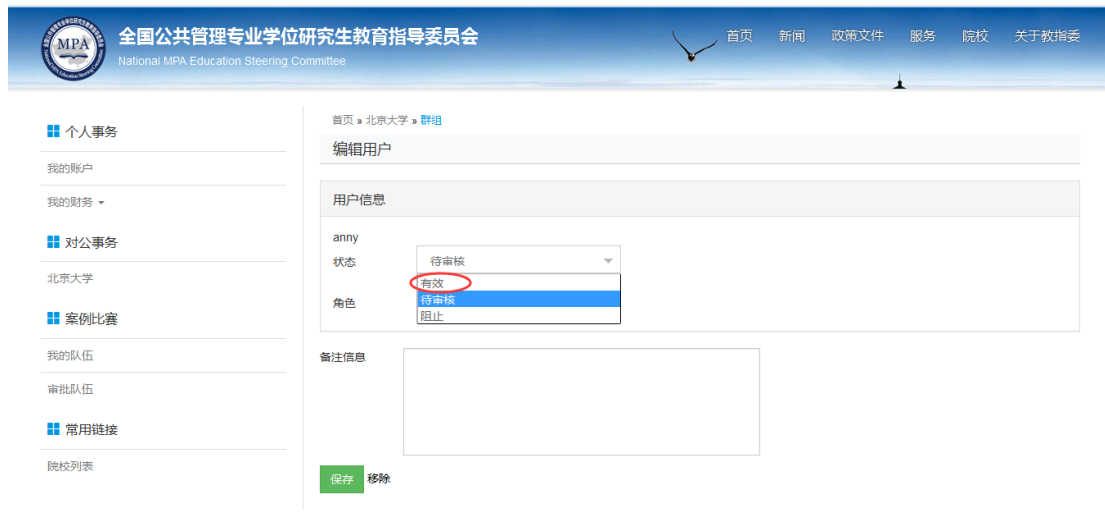 MPA
全国公共管理专业学位研究生教育指导委员会
National MPA Education Steering Committee
首页 新闻 政策文件 服务 院校 关于教指委
个人事务
我的账户
我的财务
对公事务
北京大学
案例比赛
我的队伍
审批队伍
常用链接
院校列表
首页 » 北京大学 » 群组
编辑用户
用户信息
anny
状态 待审核
有效
待审核
阻止
角色
备注信息
保存 移除